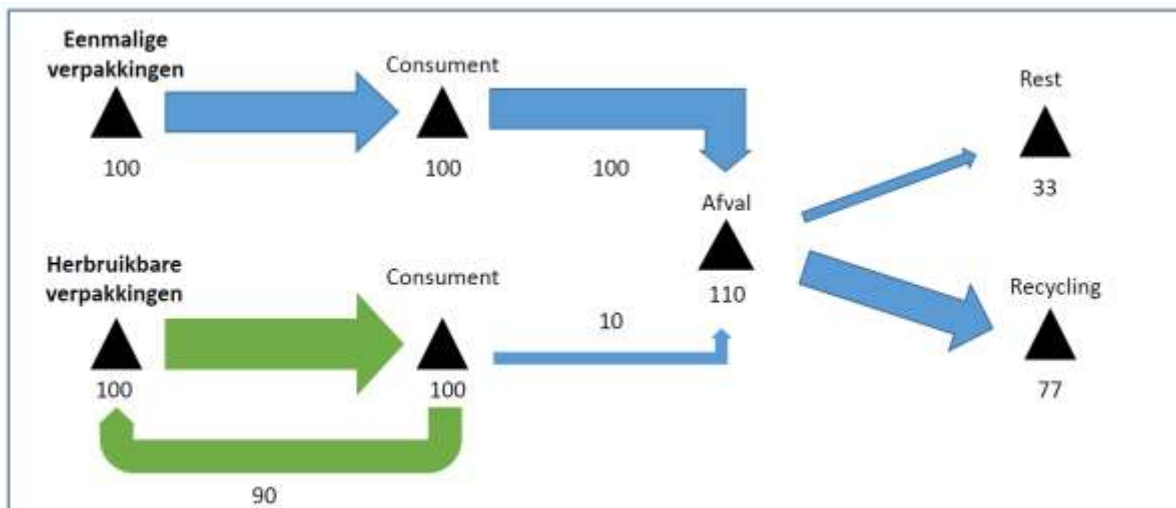 Eenmalige
verpakkingen
Consument
Rest
100
100
100
33
Afval
110
Herbruikbare
verpakkingen
Consument
10
Recycling
100
100
77
90